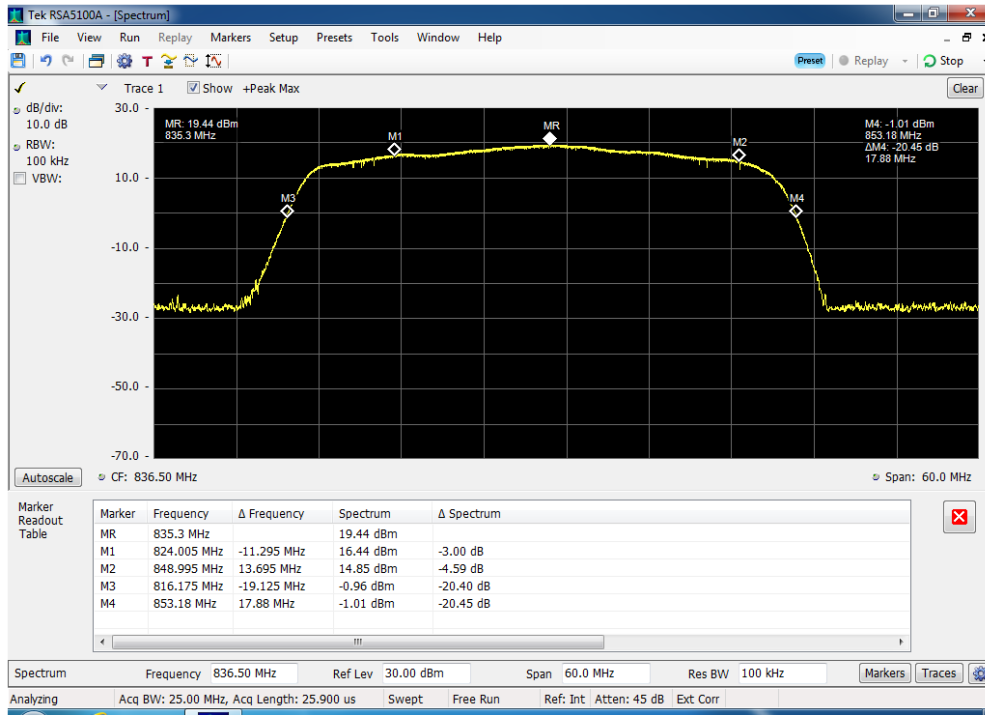 Tek RSA5100A - [Spectrum]
File View Run Replay Markers Setup Presets Tools Window Help
Preset Replay Stop
Trace 1 Show +Peak Max Clear
dB/div:
10.0 dB
RBW:
100 kHz
VBW:
30.0 -
10.0 -
-10.0 -
-30.0 -
-50.0 -
-70.0 -
MR: 19.44 dBm
835.3 MHz
M4: -1.01 dBm
853.18 MHz
ΔM4: -20.45 dB
17.88 MHz
M1
MR
M2
M3
M4
Autoscale CF: 836.50 MHz Span: 60.0 MHz
Marker
Readout
Table
Marker Frequency Δ Frequency Spectrum Δ Spectrum
MR 835.3 MHz 19.44 dBm
M1 824.005 MHz -11.295 MHz 16.44 dBm -3.00 dB
M2 848.995 MHz 13.695 MHz 14.85 dBm -4.59 dB
M3 816.175 MHz -19.125 MHz -0.96 dBm -20.40 dB
M4 853.18 MHz 17.88 MHz -1.01 dBm -20.45 dB
Spectrum Frequency 836.50 MHz Ref Lev 30.00 dBm Span 60.0 MHz Res BW 100 kHz Markers Traces
Analyzing Acq BW: 25.00 MHz, Acq Length: 25.900 us Swept Free Run Ref: Int Atten: 45 dB Ext Corr